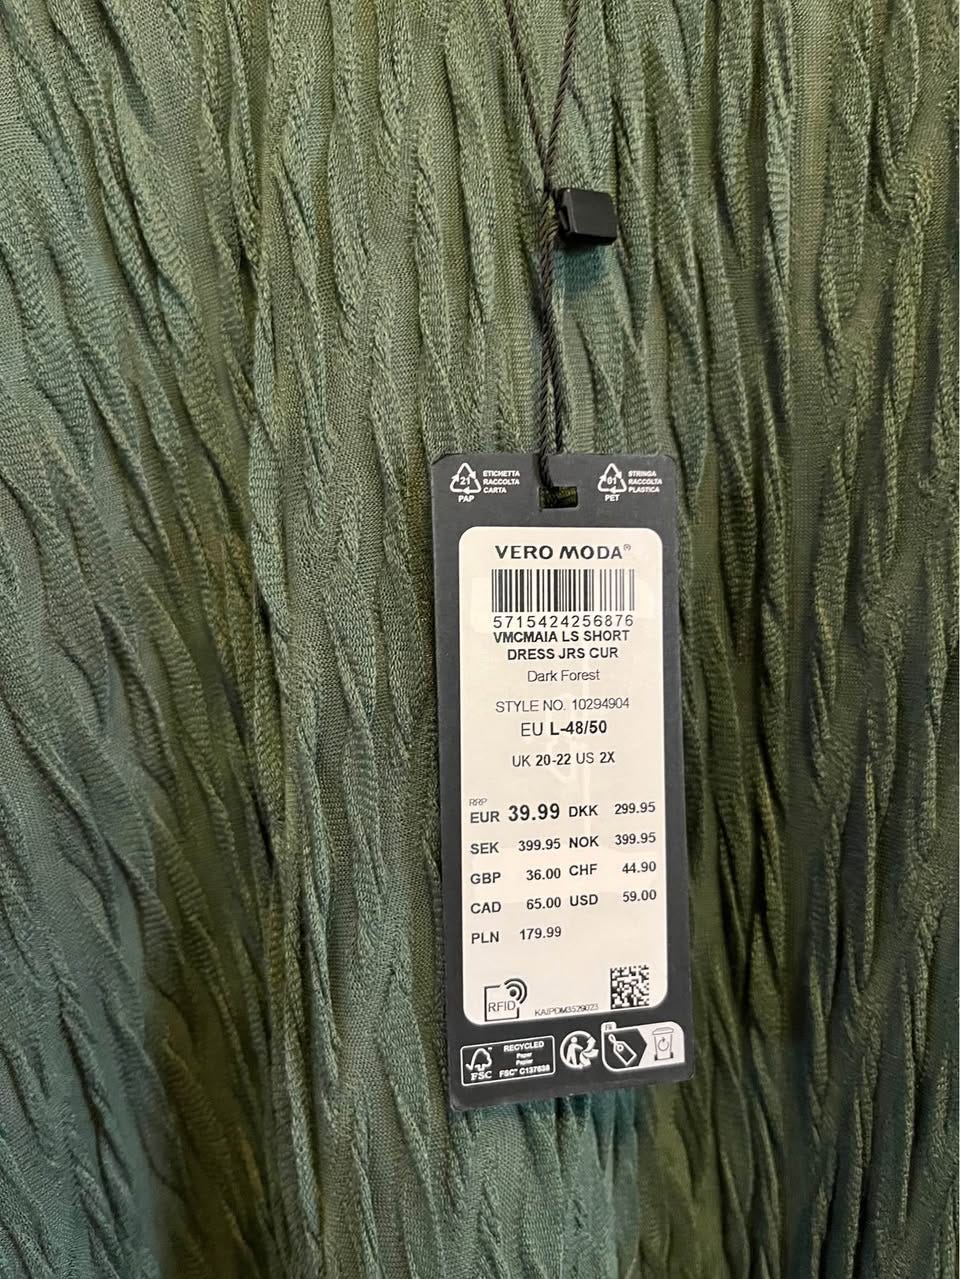 21
PAP
ETICHETTA
RACCOLTA
CARTA
01
PET
STRINGA
RACCOLTA
PLASTICA
VERO MODA®
5715424256876
VMCMAIA LS SHORT
DRESS JRS CUR
Dark Forest
STYLE NO. 10294904
EU L-48/50
UK 20-22 US 2X
RRP
EUR 39.99 DKK 299.95
SEK 399.95 NOK 399.95
GBP 36.00 CHF 44.90
CAD 65.00 USD 59.00
PLN 179.99
RFID
KAIPDM3529023
FSC
RECYCLED
Paper
Papier
FSC® C137638
FR